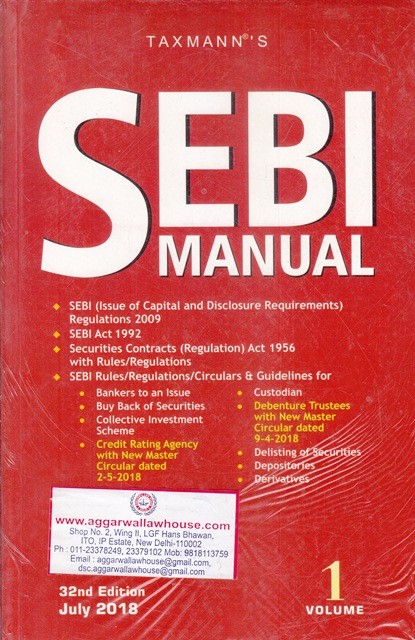 TAXMANN®'S
SEBI
MANUAL
SEBI (Issue of Capital and Disclosure Requirements)
Regulations 2009
SEBI Act 1992
Securities Contracts (Regulation) Act 1956
with Rules/Regulations
SEBI Rules/Regulations/Circulars & Guidelines for
Bankers to an Issue
Buy Back of Securities
Collective Investment
Scheme
Credit Rating Agency
with New Master
Circular dated
2-5-2018
Custodian
Debenture Trustees
with New Master
Circular dated
9-4-2018
Delisting of Securities
Depositories
Derivatives
www.aggarwallawhouse.com
Shop No. 2, Wing II, LGF Hans Bhawan,
ITO, IP Estate, New Delhi-110002
Ph : 011-23378249, 23379102 Mob: 9818113759
Email : aggarwallawhouse@gmail.com,
dsc.aggarwallawhouse@gmail.com
32nd Edition
July 2018
1
VOLUME